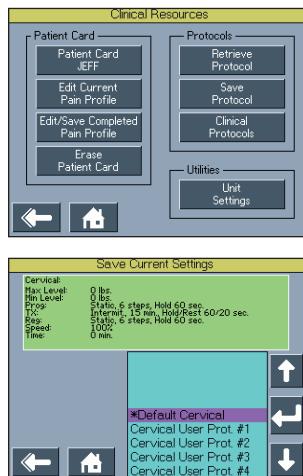 Clinical Resources
Patient Card
Patient Card
JEFF
Edit Current
Pain Profile
Edit/Save Completed
Pain Profile
Erase
Patient Card
Protocols
Retrieve
Protocol
Save
Protocol
Clinical
Protocols
Utilities
Unit
Settings
Save Current Settings
Cervical:
Max Level: 0 lbs.
Min Level: 0 lbs.
Prog: Static, 6 steps, Hold 60 sec.
TX: Intermit., 15 min., Hold/Rest 60/20 sec.
Reg: Static, 6 steps, Hold 60 sec.
Speed: 100%
Time: 0 min.
*Default Cervical
Cervical User Prot. #1
Cervical User Prot. #2
Cervical User Prot. #3
Cervical User Prot. #4